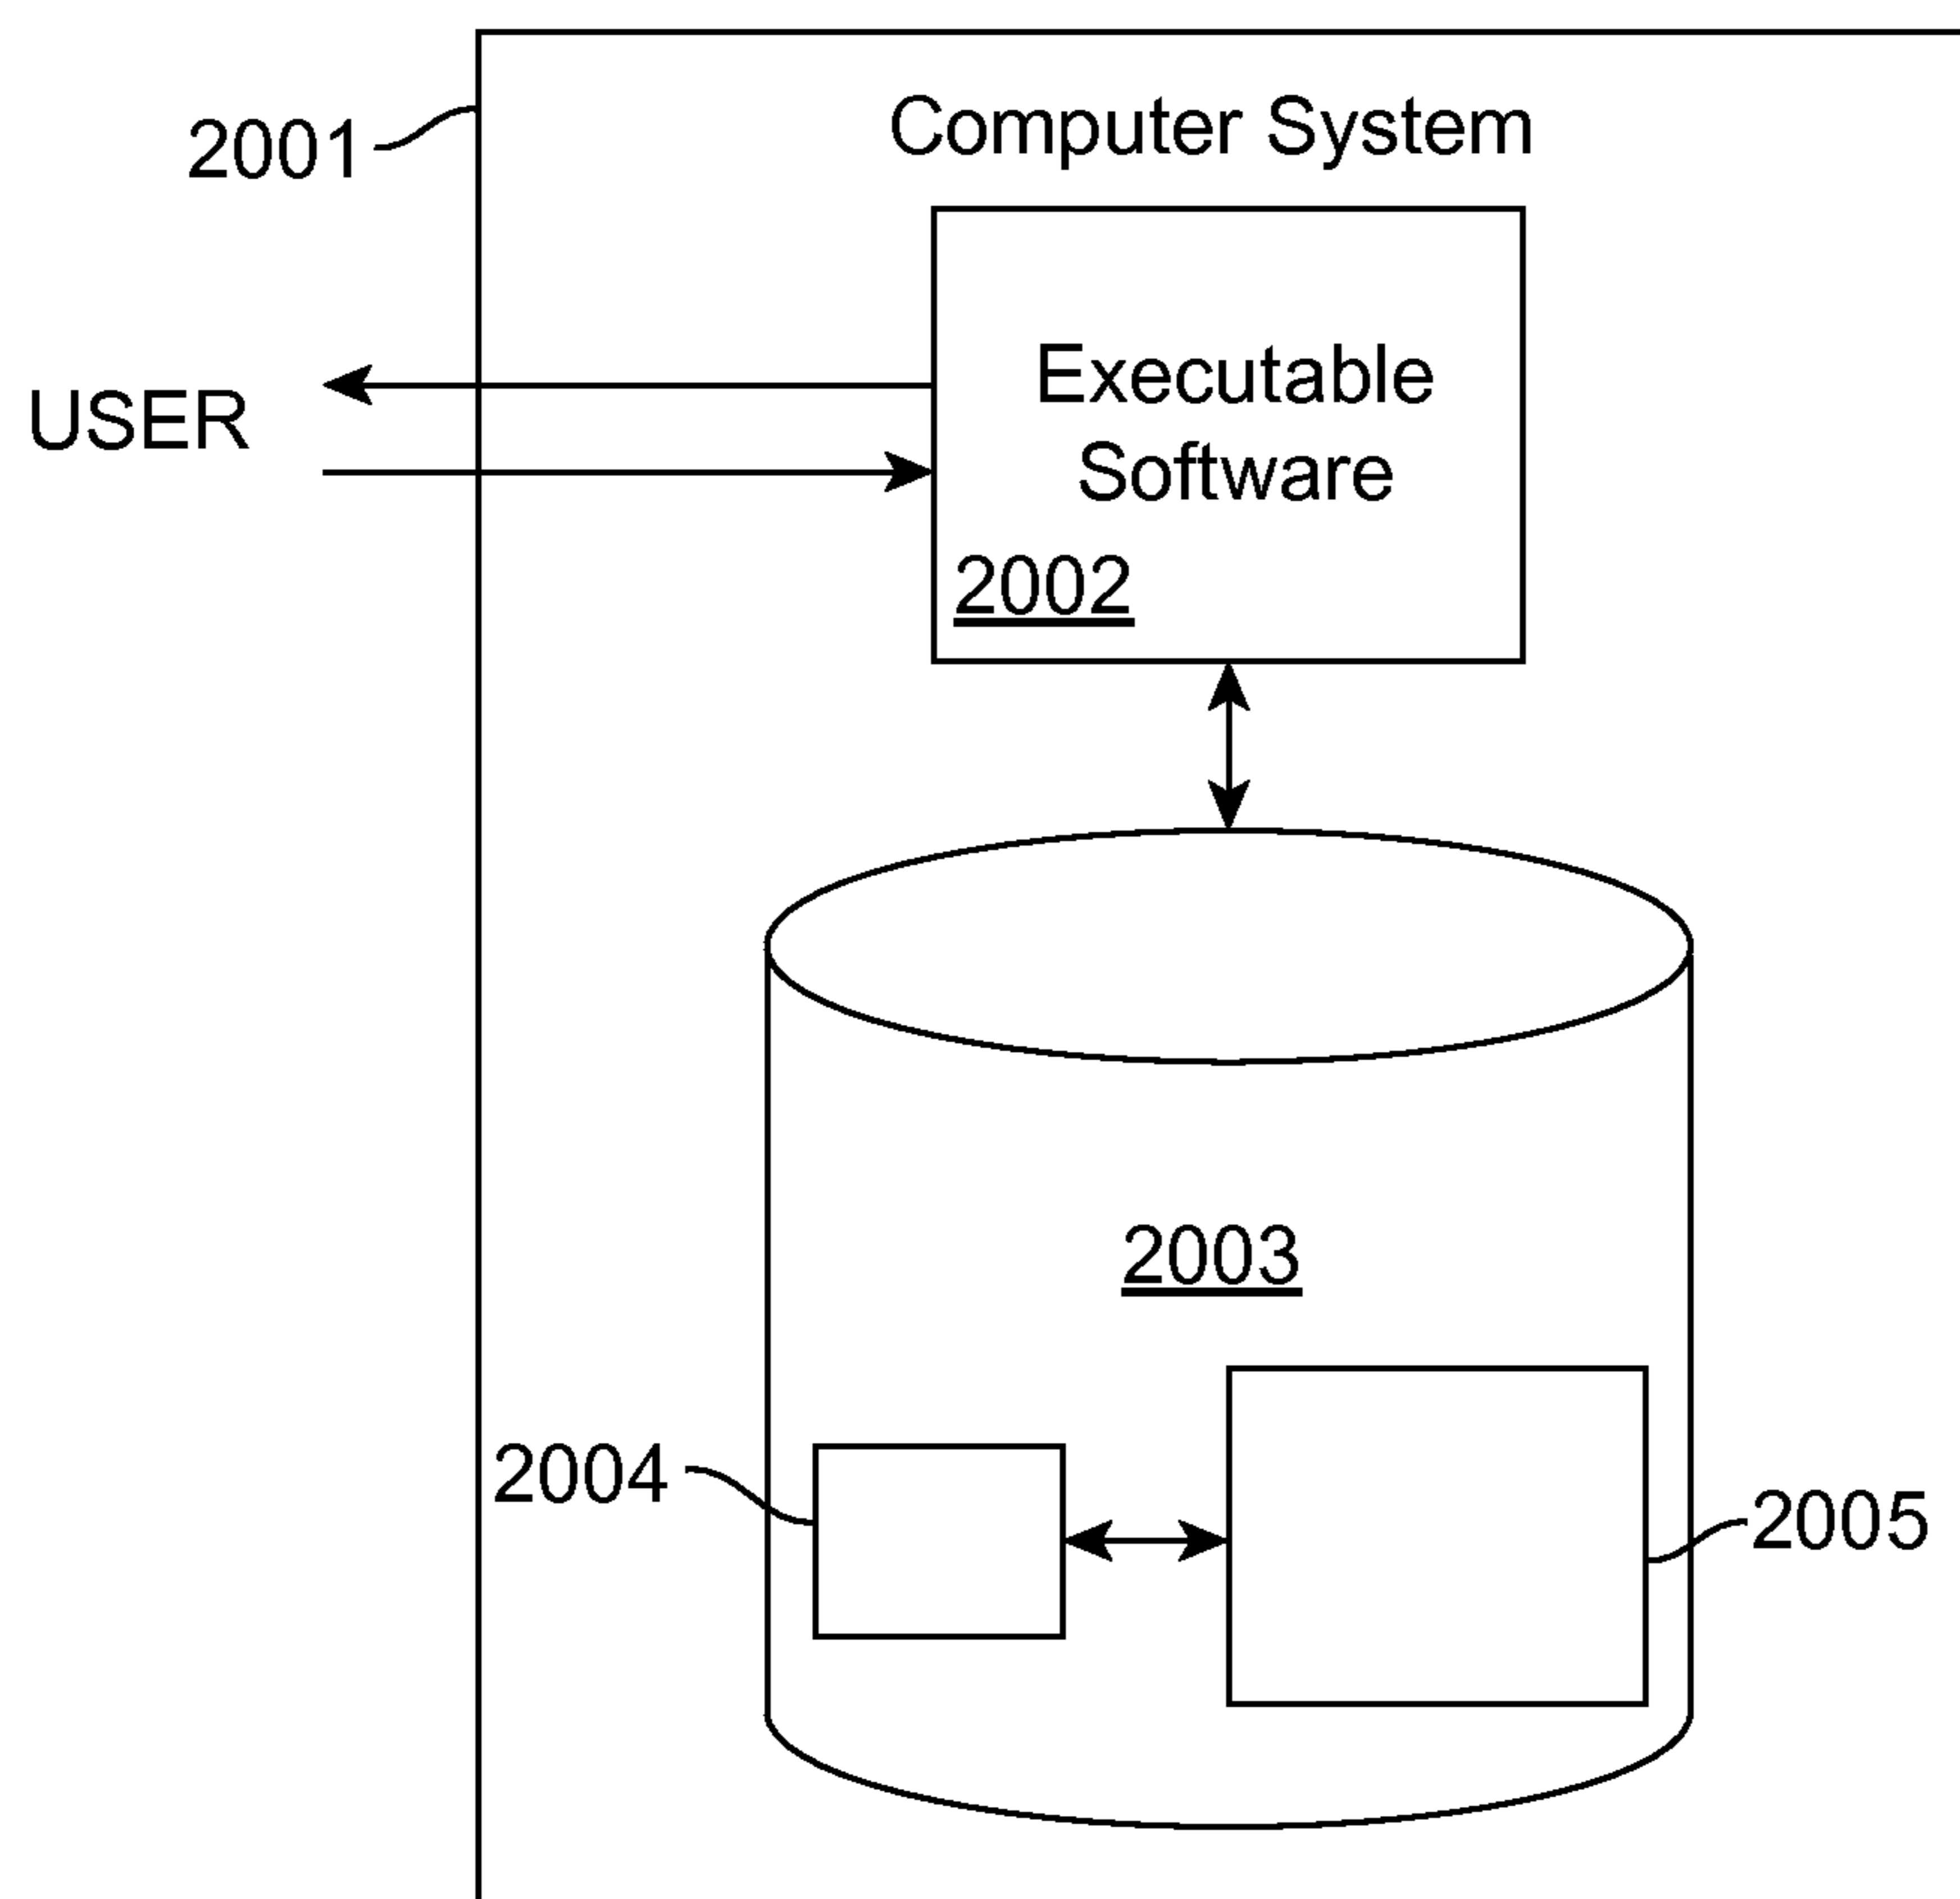 Computer System
2001
USER
Executable
Software
2002
2003
2004
2005